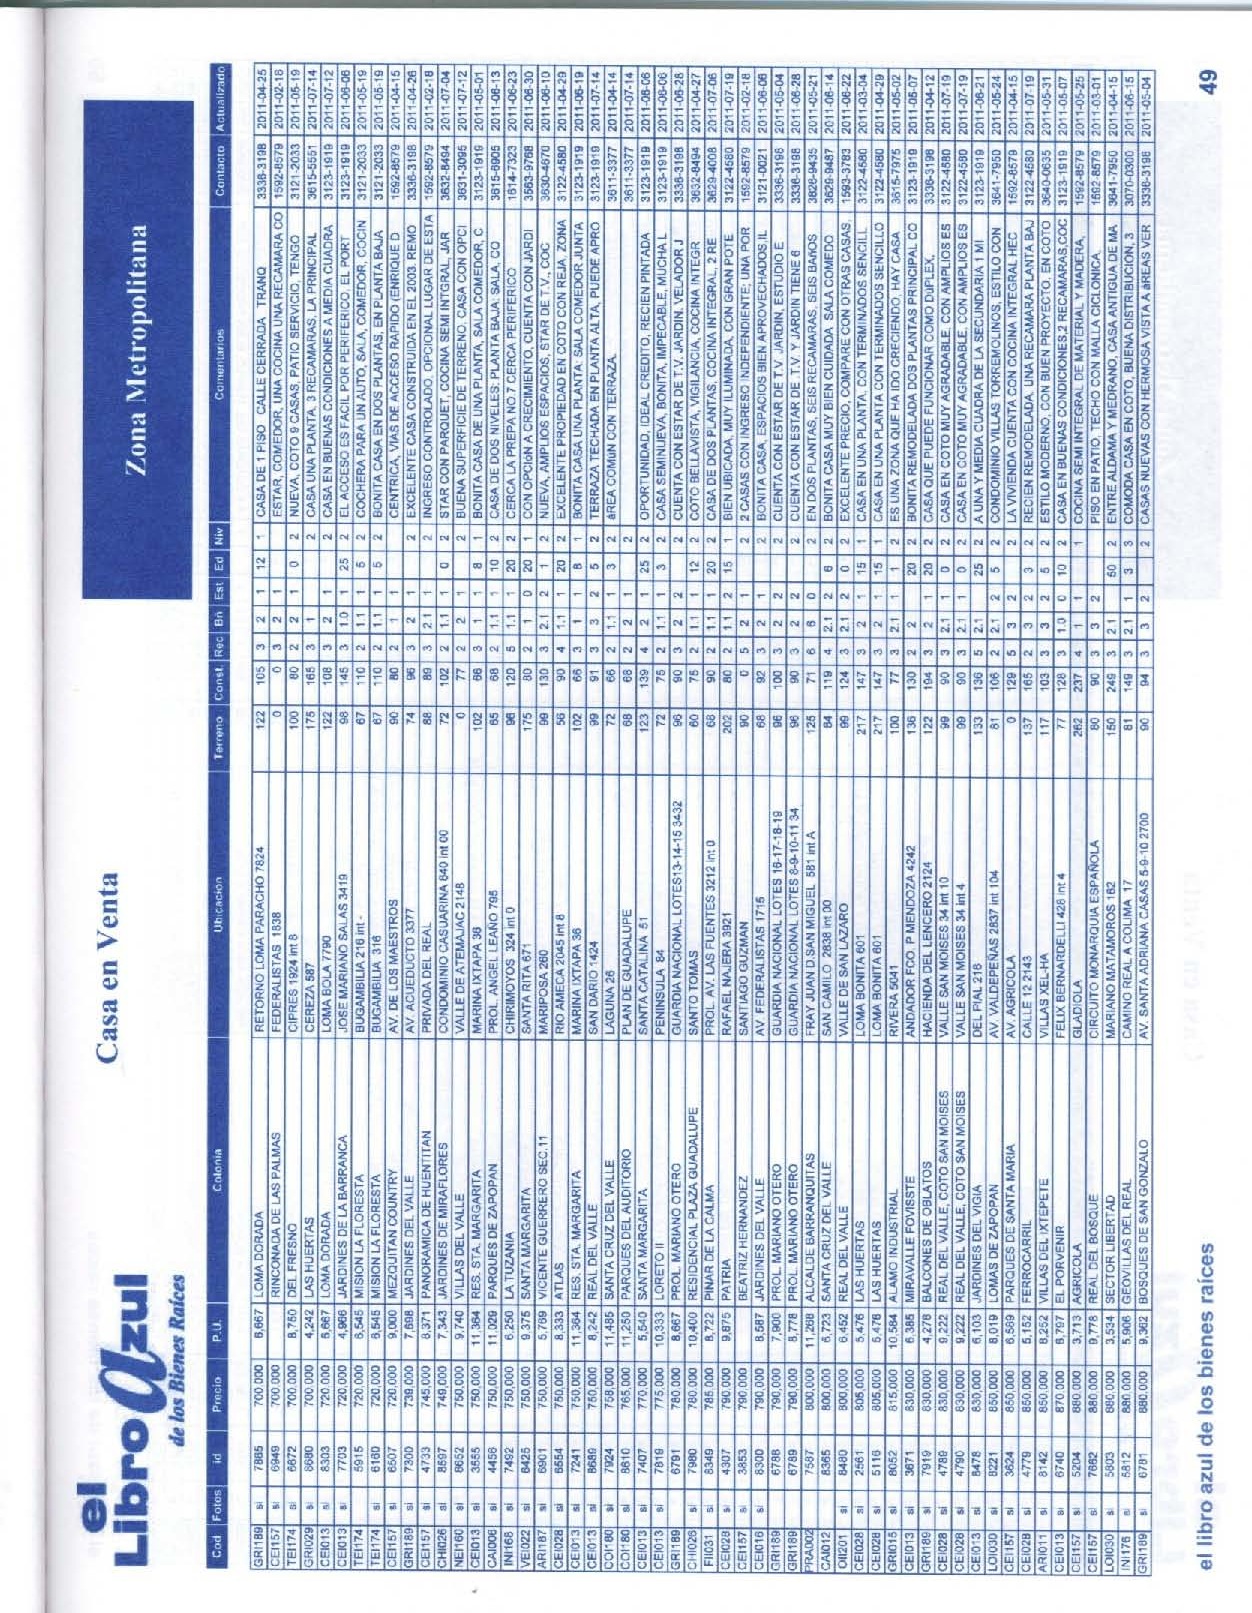 el Libro Azul
de los Bienes Raíces
Casa en Venta
Zona Metropolitana
Cod Fotos id Precio P.U. Colonia Ubicacion Terreno Const. Rec Bñ Est Ed Niv Comentarios Contacto Actualizado
GRI189 si 7885 700,000 6,667 LOMA DORADA RETORNO LOMA PARACHO 7824 122 105 3 2 1 12 1 CASA DE 1 PISO CALLE CERRADA, TRANQ 3336-3198 2011-04-25
CEI157 si 6949 700,000 RINCONADA DE LAS PALMAS FEDERALISTAS 1838 0 0 3 2 1 ESTAR, COMEDOR, UNA COCINA UNA RECAMARA CO 1592-8579 2011-02-18
TEI174 si 6672 700,000 8,750 DEL FRESNO CIPRES 1924 int 8 100 80 2 2 1 0 2 NUEVA, COTO 9 CASAS, PATIO SERVICIO, TENGO 3121-2033 2011-05-19
GRI029 si 8680 700,000 4,242 LAS HUERTAS CEREZA 587 175 165 3 1 1 2 CASA UNA PLANTA, 3 RECAMARAS, LA PRINCIPAL 3615-5551 2011-07-14
CEI013 si 8303 720,000 6,667 LOMA DORADA LOMA BOLA 7790 122 108 3 2 1 2 CASA EN BUENAS CONDICIONES A MEDIA CUADRA 3123-1919 2011-07-12
CEI013 si 7703 720,000 4,966 JARDINES DE LA BARRANCA JOSE MARIANO SALAS 3419 98 145 3 1.0 1 25 2 EL ACCESO ES FACIL POR PERIFERICO, EL PORT 3123-1919 2011-06-06
TEI174 5915 720,000 6,545 MISION LA FLORESTA BUGAMBILIA 216 int - 67 110 2 1.1 1 5 2 COCHERA PARA UN AUTO, SALA, COMEDOR, COCIN 3121-2033 2011-05-19
TEI174 si 6160 720,000 6,545 MISION LA FLORESTA BUGAMBILIA 316 67 110 2 1.1 1 5 2 BONITA CASA EN DOS PLANTAS, EN PLANTA BAJA 3121-2033 2011-05-19
CEI157 si 6507 720,000 9,000 MEZQUITAN COUNTRY AV. DE LOS MAESTROS 90 80 2 1 1 CENTRICA, VIAS DE ACCESO RAPIDO (ENRIQUE D 1592-8579 2011-04-15
GRI189 si 7300 739,000 7,698 JARDINES DEL VALLE AV. ACUEDUCTO 3377 74 96 3 2 1 2 EXCELENTE CASA CONSTRUIDA EN EL 2003. REMO 3336-3198 2011-04-26
CEI157 si 4733 745,000 8,371 PANORAMICA DE HUENTITAN PRIVADA DEL REAL 88 89 3 2.1 1 2 INGRESO CONTROLADO, OPCIONAL LUGAR DE ESTA 1592-8579 2011-02-18
CHI026 si 8597 749,000 7,343 JARDINES DE MIRAFLORES CONDOMINIO CASUARINA 640 int 00 72 102 2 1.1 1 0 2 STAR CON PARQUET, COCINA SEMI INTGRAL, JAR 3632-8494 2011-07-04
NEI160 si 8652 750,000 9,740 VILLAS DEL VALLE VALLE DE ATEMAJAC 2148 0 77 2 2 1 2 BUENA SUPERFICIE DE TERRENO, CASA CON OPCI 3631-3095 2011-07-12
CEI013 si 3555 750,000 11,364 RES. STA. MARGARITA MARINA IXTAPA 36 102 66 3 1 1 8 1 BONITA CASA DE UNA PLANTA, SALA COMEDOR, C 3123-1919 2011-05-01
CAI006 si 4456 750,000 11,029 PARQUES DE ZAPOPAN PROL. ANGEL LEAÑO 795 65 68 2 1.1 1 10 2 CASA DE DOS NIVELES: PLANTA BAJA: SALA, CO 3615-6905 2011-06-13
INI168 si 7492 750,000 6,250 LA TUZANIA CHIRIMOYOS 324 int 0 96 120 5 1.1 1 20 2 CERCA LA PREPA NO.7 CERCA PERIFERICO 1614-7323 2011-06-23
VEI022 si 8425 750,000 9,375 SANTA MARGARITA SANTA RITA 671 175 80 2 1 0 20 1 CON OPCION A CRECIMIENTO, CUENTA CON JARDI 3563-9768 2011-06-30
ARI167 si 6901 750,000 5,769 VICENTE GUERRERO SEC.11 MARIPOSA 260 99 130 3 2.1 2 1 2 NUEVA, AMPLIOS ESPACIOS, STAR DE T.V., COC 3630-4670 2011-06-10
CEI028 si 6554 750,000 8,333 ATLAS RIO AMECA 2045 int 8 56 90 4 1.1 1 20 2 EXCELENTE PROPIEDAD EN COTO CON REJA, ZONA 3122-4580 2011-04-29
CEI013 si 7241 750,000 11,364 RES. STA. MARGARITA MARINA IXTAPA 36 102 66 3 1 1 8 1 BONITA CASA UNA PLANTA: SALA COMEDOR JUNTA 3123-1919 2011-06-19
CEI013 si 8689 750,000 8,242 REAL DEL VALLE SAN DARIO 1424 99 91 3 3 2 5 2 TERRAZA TECHADA EN PLANTA ALTA, PUEDE APRO 3123-1919 2011-07-14
COI180 si 7924 758,000 11,485 SANTA CRUZ DEL VALLE LAGUNA 26 72 66 2 1.1 1 3 2 áREA COMúN CON TERRAZA, 3611-3377 2011-04-14
COI180 si 8610 765,000 11,250 PARQUES DEL AUDITORIO PLAN DE GUADALUPE 68 68 2 2 2 2 3611-3377 2011-07-14
CEI013 si 7407 770,000 5,540 SANTA MARGARITA SANTA CATALINA 51 123 139 4 2 1 25 2 OPORTUNIDAD, IDEAL CREDITO, RECIEN PINTADA 3123-1919 2011-06-06
CEI013 si 7819 775,000 10,333 LORETO II PENINSULA 84 72 75 2 1.1 1 3 2 CASA SEMINUEVA, BONITA, IMPECABLE, MUCHA L 3123-1919 2011-06-06
GRI189 si 6791 780,000 8,667 PROL. MARIANO OTERO GUARDIA NACIONAL LOTES13-14-15 3432 96 90 3 2 2 2 CUENTA CON ESTAR DE T.V. JARDIN, VELADOR,J 3336-3198 2011-06-28
CHI026 si 7980 780,000 10,400 RESIDENCIAL PLAZA GUADALUPE SANTO TOMAS 60 75 2 1.1 1 12 2 COTO BELLAVISTA, VIGILANCIA, COCINA INTEGR 3632-8494 2011-04-27
FII031 si 8349 785,000 8,722 PINAR DE LA CALMA PROL. AV. LAS FUENTES 3212 int 0 68 90 2 1.1 1 20 2 CASA DE DOS PLANTAS, COCINA INTEGRAL, 2 RE 3629-4008 2011-07-06
CEI028 si 4307 790,000 9,875 PATRIA RAFAEL NAJERA 3921 202 80 2 1.1 2 15 1 BIEN UBICADA, MUY ILUMINADA, CON GRAN POTE 3122-4580 2011-07-19
CEI157 si 3853 790,000 BEATRIZ HERNANDEZ SANTIAGO GUZMAN 90 0 5 2 1 2 2 CASAS CON INGRESO INDEPENDIENTE; UNA POR 1592-8579 2011-02-18
CEI016 si 8300 790,000 8,587 JARDINES DEL VALLE AV. FEDERALISTAS 1715 68 92 3 2 1 2 BONITA CASA, ESPACIOS BIEN APROVECHADOS,IL 3121-0021 2011-06-06
GRI189 6788 790,000 7,900 PROL. MARIANO OTERO GUARDIA NACIONAL LOTES 16-17-18-19 96 100 3 2 2 2 CUENTA CON ESTAR DE T.V. JARDIN, ESTUDIO E 3336-3198 2011-05-04
GRI189 6789 790,000 8,778 PROL. MARIANO OTERO GUARDIA NACIONAL LOTES 8-9-10-11 34 96 90 3 2 2 2 CUENTA CON ESTAR DE T.V. Y JARDIN TIENE 6 3336-3198 2011-06-28
FRA002 si 7587 800,000 11,268 ALCALDE BARRANQUITAS FRAY JUAN D.SAN MIGUEL 581 int A 125 71 6 6 0 2 EN DOS PLANTAS, SEIS RECAMARAS, SEIS BAñOS 3826-9435 2011-05-21
CAI012 si 8365 800,000 6,723 SANTA CRUZ DEL VALLE SAN CAMILO 2838 int 00 84 119 4 2.1 2 6 2 BONITA CASA MUY BIEN CUIDADA SALA COMEDO 3628-9487 2011-06-14
OII201 si 8480 800,000 6,452 REAL DEL VALLE VALLE DE SAN LAZARO 99 124 3 2.1 2 0 2 EXCELENTE PRECIO, COMPARE CON OTRAS CASAS, 1593-3783 2011-06-22
CEI028 si 2561 805,000 5,476 LAS HUERTAS LOMA BONITA 601 217 147 3 2 1 15 1 CASA EN UNA PLANTA, CON TERMINADOS SENCILL 3122-4580 2011-03-04
CEI028 si 5116 805,000 5,476 LAS HUERTAS LOMA BONITA 601 217 147 3 2 1 15 1 CASA EN UNA PLANTA CON TERMINADOS SENCILLO 3122-4580 2011-04-29
GRI015 si 8052 815,000 10,584 ALAMO INDUSTRIAL RIVERA 5041 100 77 3 2.1 1 1 2 ES UNA ZONA QUE HA IDO CRECIENDO, HAY CASA 3615-7975 2011-05-02
CEI013 si 3671 830,000 6,385 MIRAVALLE FOVISSTE ANDADOR FCO. P MENDOZA 4242 136 130 2 2 20 2 BONITA REMODELADA DOS PLANTAS PRINCIPAL CO 3123-1919 2011-06-07
GRI189 si 7919 830,000 4,278 BALCONES DE OBLATOS HACIENDA DEL LENCERO 2124 122 194 3 2 1 20 2 CASA QUE PUEDE FUNCIONAR COMO DUPLEX, 3336-3198 2011-04-12
CEI028 si 4789 830,000 9,222 REAL DEL VALLE, COTO SAN MOISES VALLE SAN MOISES 34 int 10 99 90 3 2.1 1 0 2 CASA EN COTO MUY AGRADABLE, CON AMPLIOS ES 3122-4580 2011-07-19
CEI028 si 4790 830,000 9,222 REAL DEL VALLE, COTO SAN MOISES VALLE SAN MOISES 34 int 4 99 90 3 2.1 1 0 2 CASA EN COTO MUY AGRADABLE, CON AMPLIOS ES 3122-4580 2011-07-19
CEI013 si 8478 830,000 6,103 JARDINES DEL VIGIA DEL PIAL 216 133 136 5 2.1 25 2 A UNA Y MEDIA CUADRA DE LA SECUNDARIA 1 MI 3123-1919 2011-06-21
LOI030 si 8221 850,000 8,019 LOMAS DE ZAPOPAN AV. VALDEPEÑAS 2837 int 104 81 106 2 2.1 2 5 2 CONDOMINIO VILLAS TORREMOLINOS, ESTILO CON 3641-7950 2011-05-24
CEI157 si 3624 850,000 6,589 PARQUES DE SANTA MARIA AV. AGRICOLA 0 129 5 3 2 2 LA VIVIENDA CUENTA CON COCINA INTEGRAL HEC 1592-8579 2011-04-15
CEI028 si 4779 850,000 5,152 FERROCARRIL CALLE 12 2143 137 165 2 2 2 3 2 RECIEN REMODELADA, UNA RECAMARA PLANTA BAJ 3122-4580 2011-07-19
ARI011 si 8142 850,000 8,252 VILLAS DEL IXTEPETE VILLAS XEL-HA 117 103 3 3 2 5 2 ESTILO MODERNO, CON BUEN PROYECTO, EN COTO 3640-0635 2011-05-31
CEI013 si 6740 870,000 6,797 EL PORVENIR FELIX BERNARDELLI 428 int 4 77 128 3 1.0 0 10 2 CASA EN BUENAS CONDICIONES,2 RECAMARAS,COC 3123-1919 2011-05-07
CEI157 si 5204 880,000 3,713 AGRICOLA GLADIOLA 262 237 4 1 1 1 COCINA SEMI INTEGRAL DE MATERIAL Y MADERA, 1592-8579 2011-05-25
CEI157 si 7662 880,000 9,778 REAL DEL BOSQUE CIRCUITO MONARQUIA ESPAÑOLA 80 90 3 3 2 PISO EN PATIO, TECHO CON MALLA CICLONICA, 1592-8579 2011-03-01
LOI030 si 5803 880,000 3,534 SECTOR LIBERTAD MARIANO MATAMOROS 162 150 249 3 2.1 50 2 ENTRE ALDAMA Y MEDRANO, CASA ANTIGUA DE MA 3641-7950 2011-04-15
INI176 si 5812 880,000 5,906 GEOVILLAS DEL REAL CAMINO REAL A COLIMA 17 81 149 3 2.1 1 3 3 COMODA CASA EN COTO, BUENA DISTRIBUCION, 3 3070-0300 2011-06-15
GRI189 si 6781 880,000 9,362 BOSQUES DE SAN GONZALO AV. SANTA ADRIANA CASAS 5-9-10 2700 90 94 3 3 2 2 CASAS NUEVAS CON HERMOSA VISTA A áREAS VER 3336-3198 2011-05-04
el libro azul de los bienes raíces
49